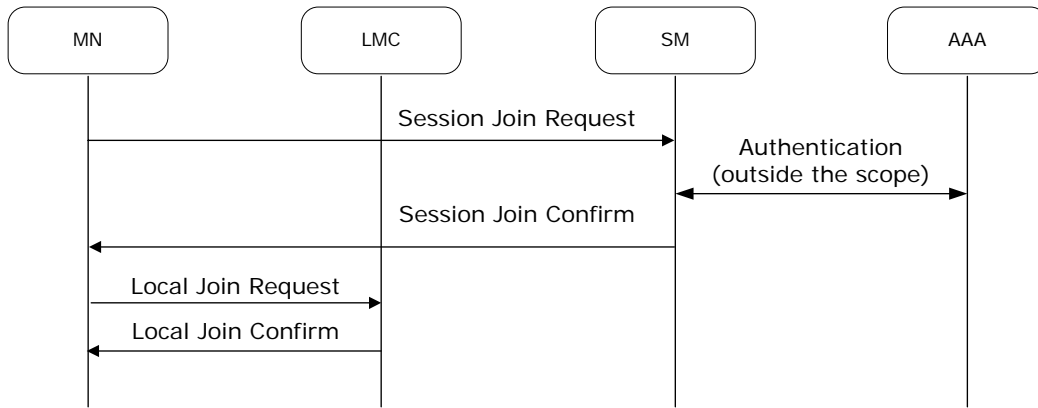 MN
LMC
SM
AAA
Session Join Request
Authentication
(outside the scope)
Session Join Confirm
Local Join Request
Local Join Confirm